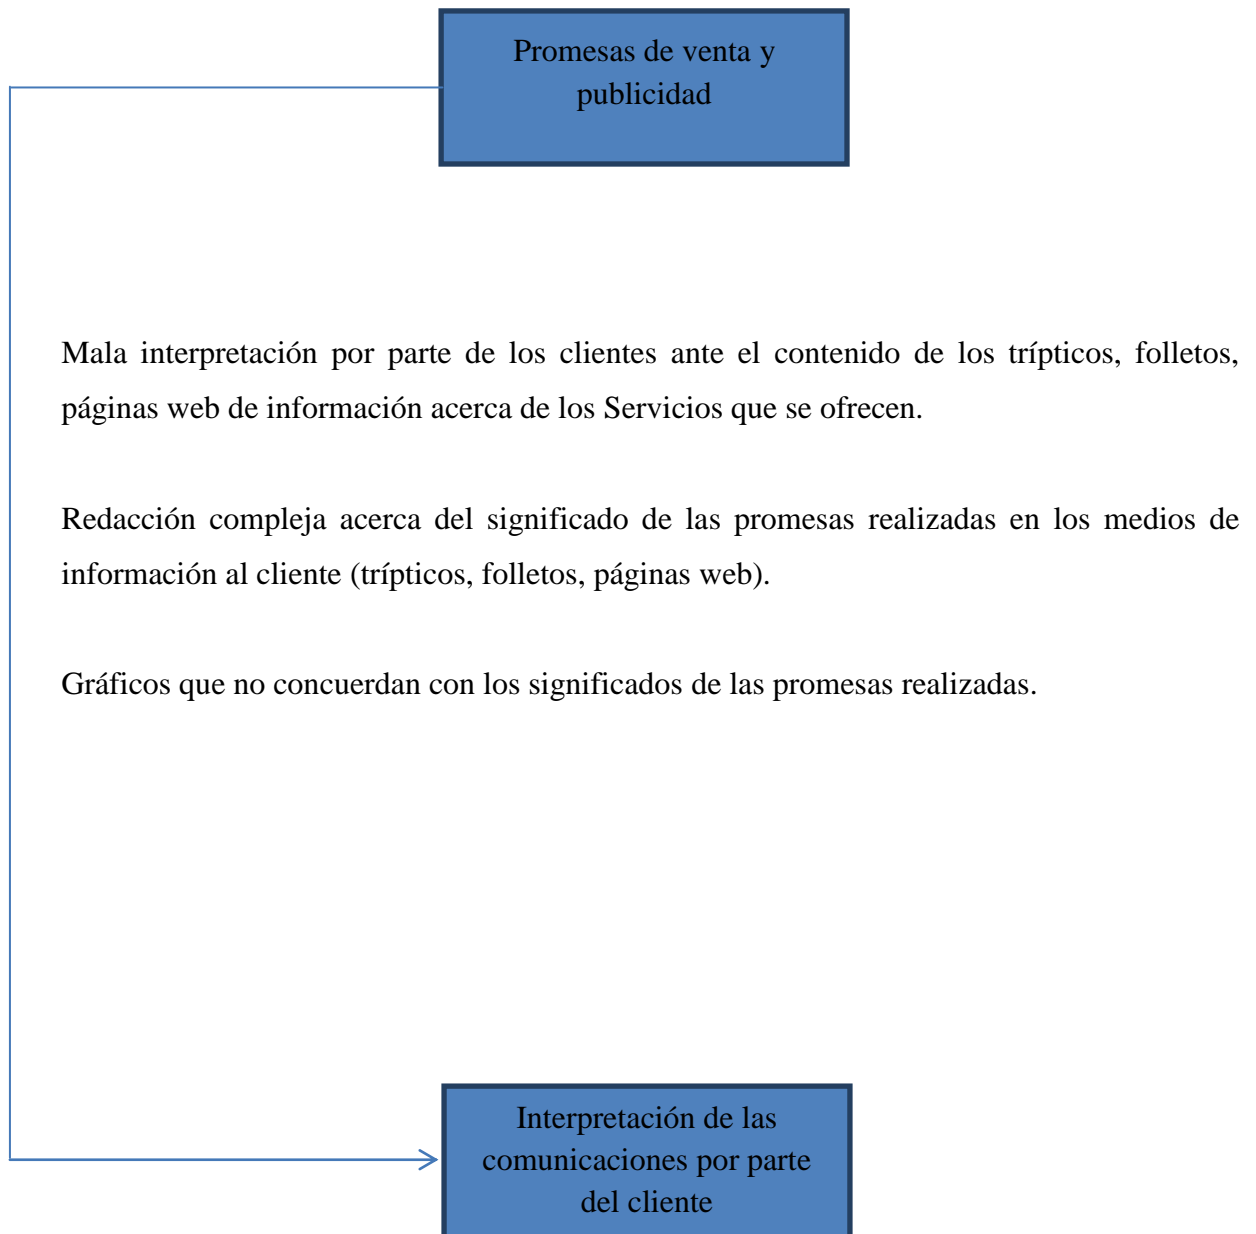 Promesas de venta y
publicidad
Mala interpretación por parte de los clientes ante el contenido de los trípticos, folletos,
páginas web de información acerca de los Servicios que se ofrecen.
Redacción compleja acerca del significado de las promesas realizadas en los medios de
información al cliente (trípticos, folletos, páginas web).
Gráficos que no concuerdan con los significados de las promesas realizadas.
Interpretación de las
comunicaciones por parte
del cliente